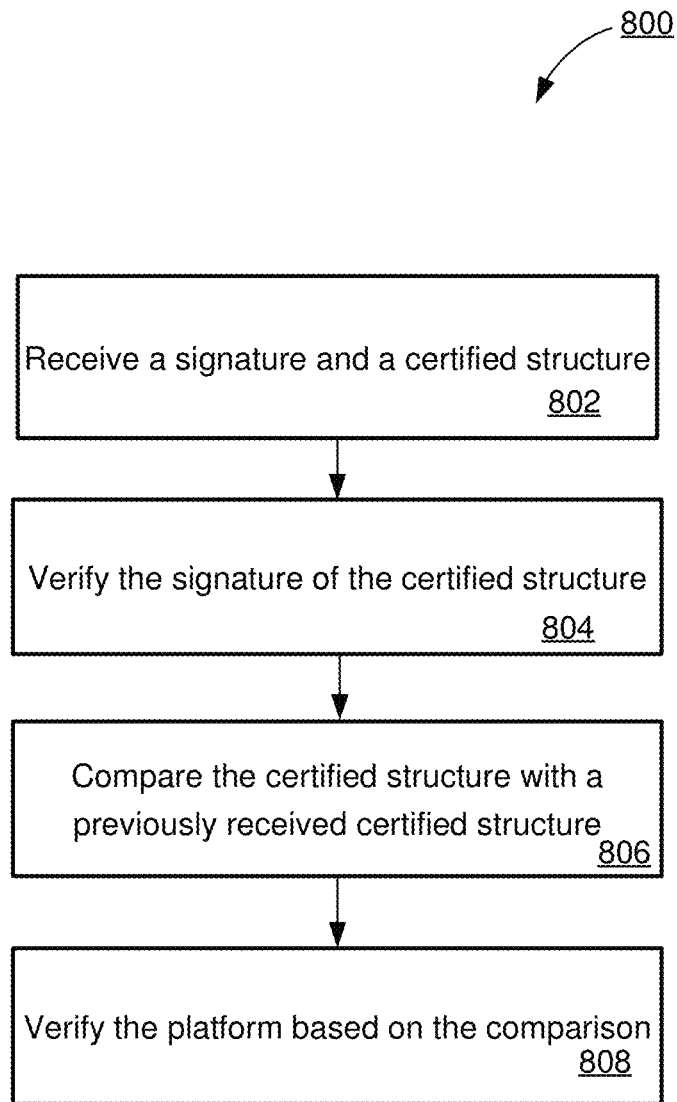 800
Receive a signature and a certified structure
802
Verify the signature of the certified structure
804
Compare the certified structure with a
previously received certified structure
806
Verify the platform based on the comparison
808